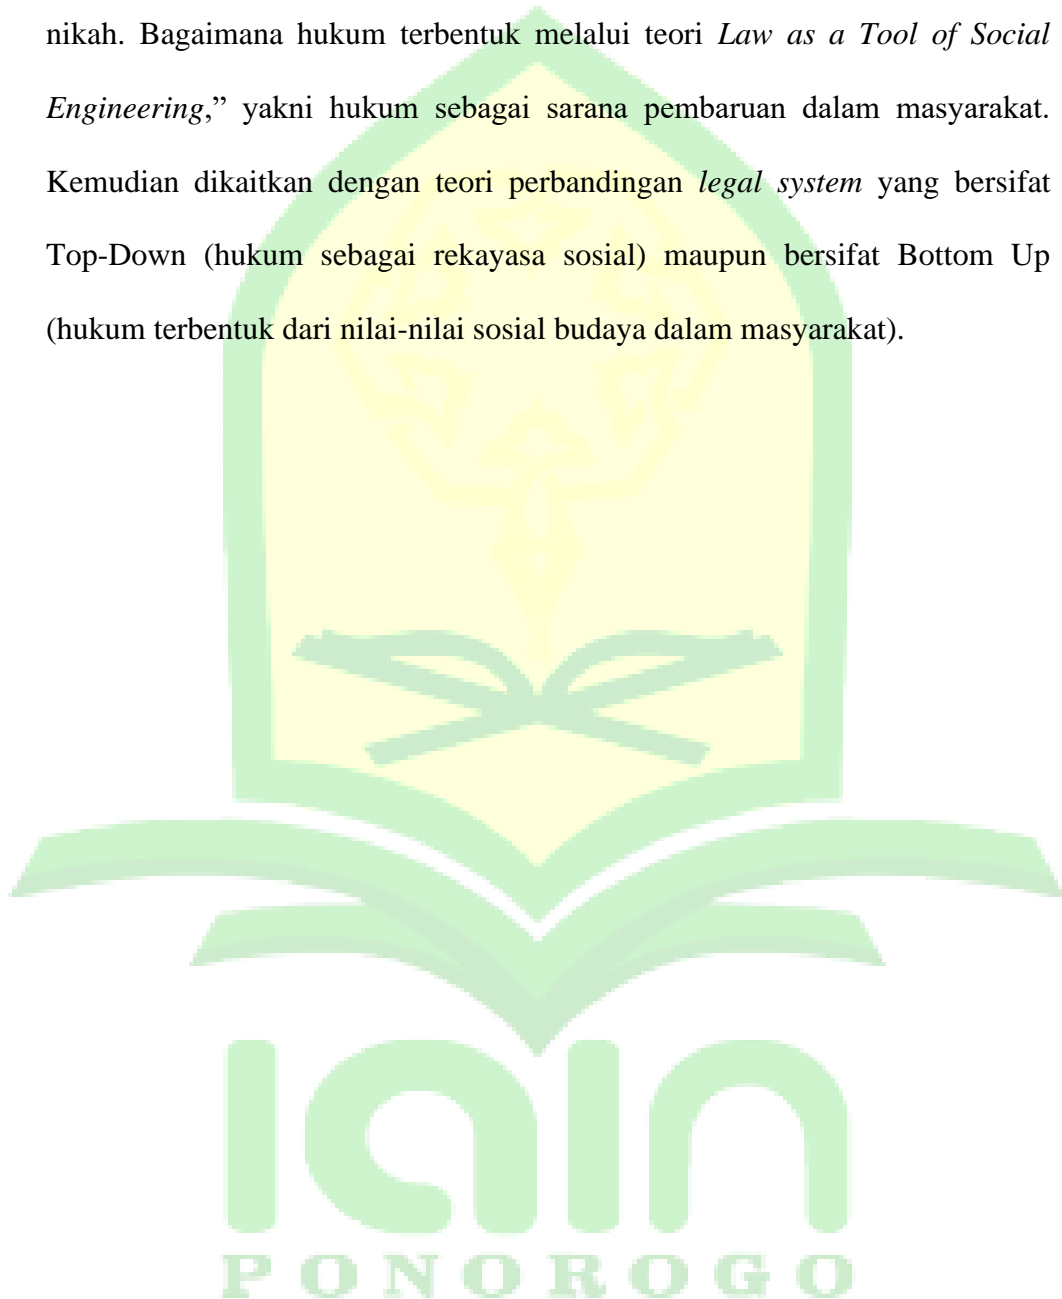 nikah. Bagaimana hukum terbentuk melalui teori Law as a Tool of Social
Engineering,” yakni hukum sebagai sarana pembaruan dalam masyarakat.
Kemudian dikaitkan dengan teori perbandingan legal system yang bersifat
Top-Down (hukum sebagai rekayasa sosial) maupun bersifat Bottom Up
(hukum terbentuk dari nilai-nilai sosial budaya dalam masyarakat).
iain
PONOROGO